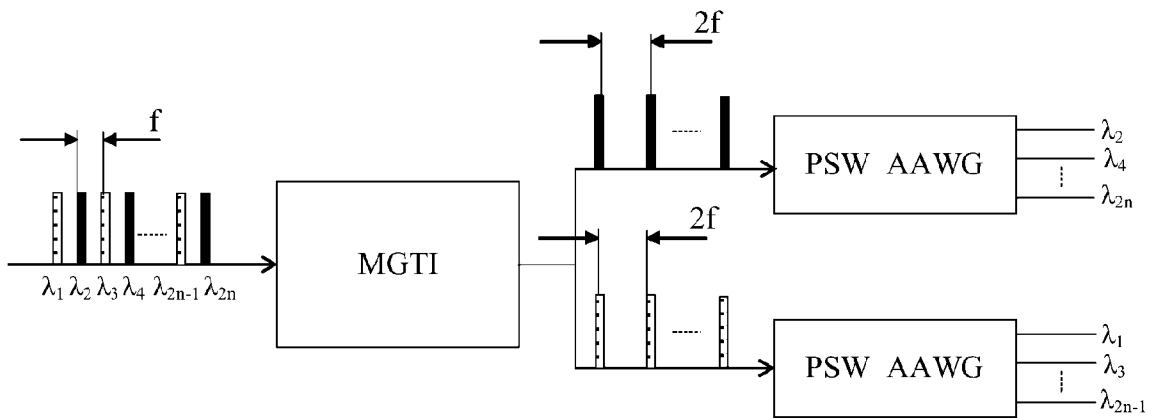 2f
f
PSW AAWG
λ₂
λ₄
λ₂ₙ
MGTI
2f
λ₁ λ₂ λ₃ λ₄ λ₂ₙ₋₁ λ₂ₙ
PSW AAWG
λ₁
λ₃
λ₂ₙ₋₁